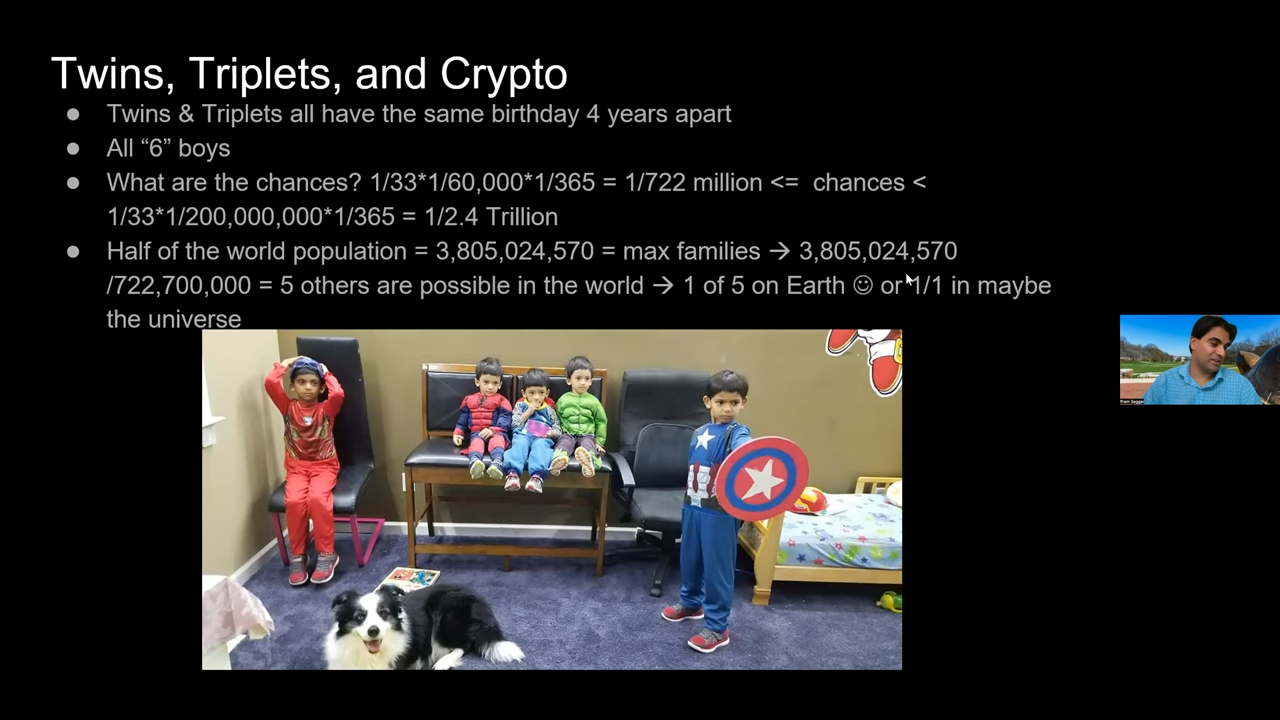 Twins, Triplets, and Crypto
● Twins & Triplets all have the same birthday 4 years apart
● All “6” boys
● What are the chances? 1/33*1/60,000*1/365 = 1/722 million <= chances <
1/33*1/200,000,000*1/365 = 1/2.4 Trillion
● Half of the world population = 3,805,024,570 = max families → 3,805,024,570
/722,700,000 = 5 others are possible in the world → 1 of 5 on Earth ☺ or 1/1 in maybe
the universe